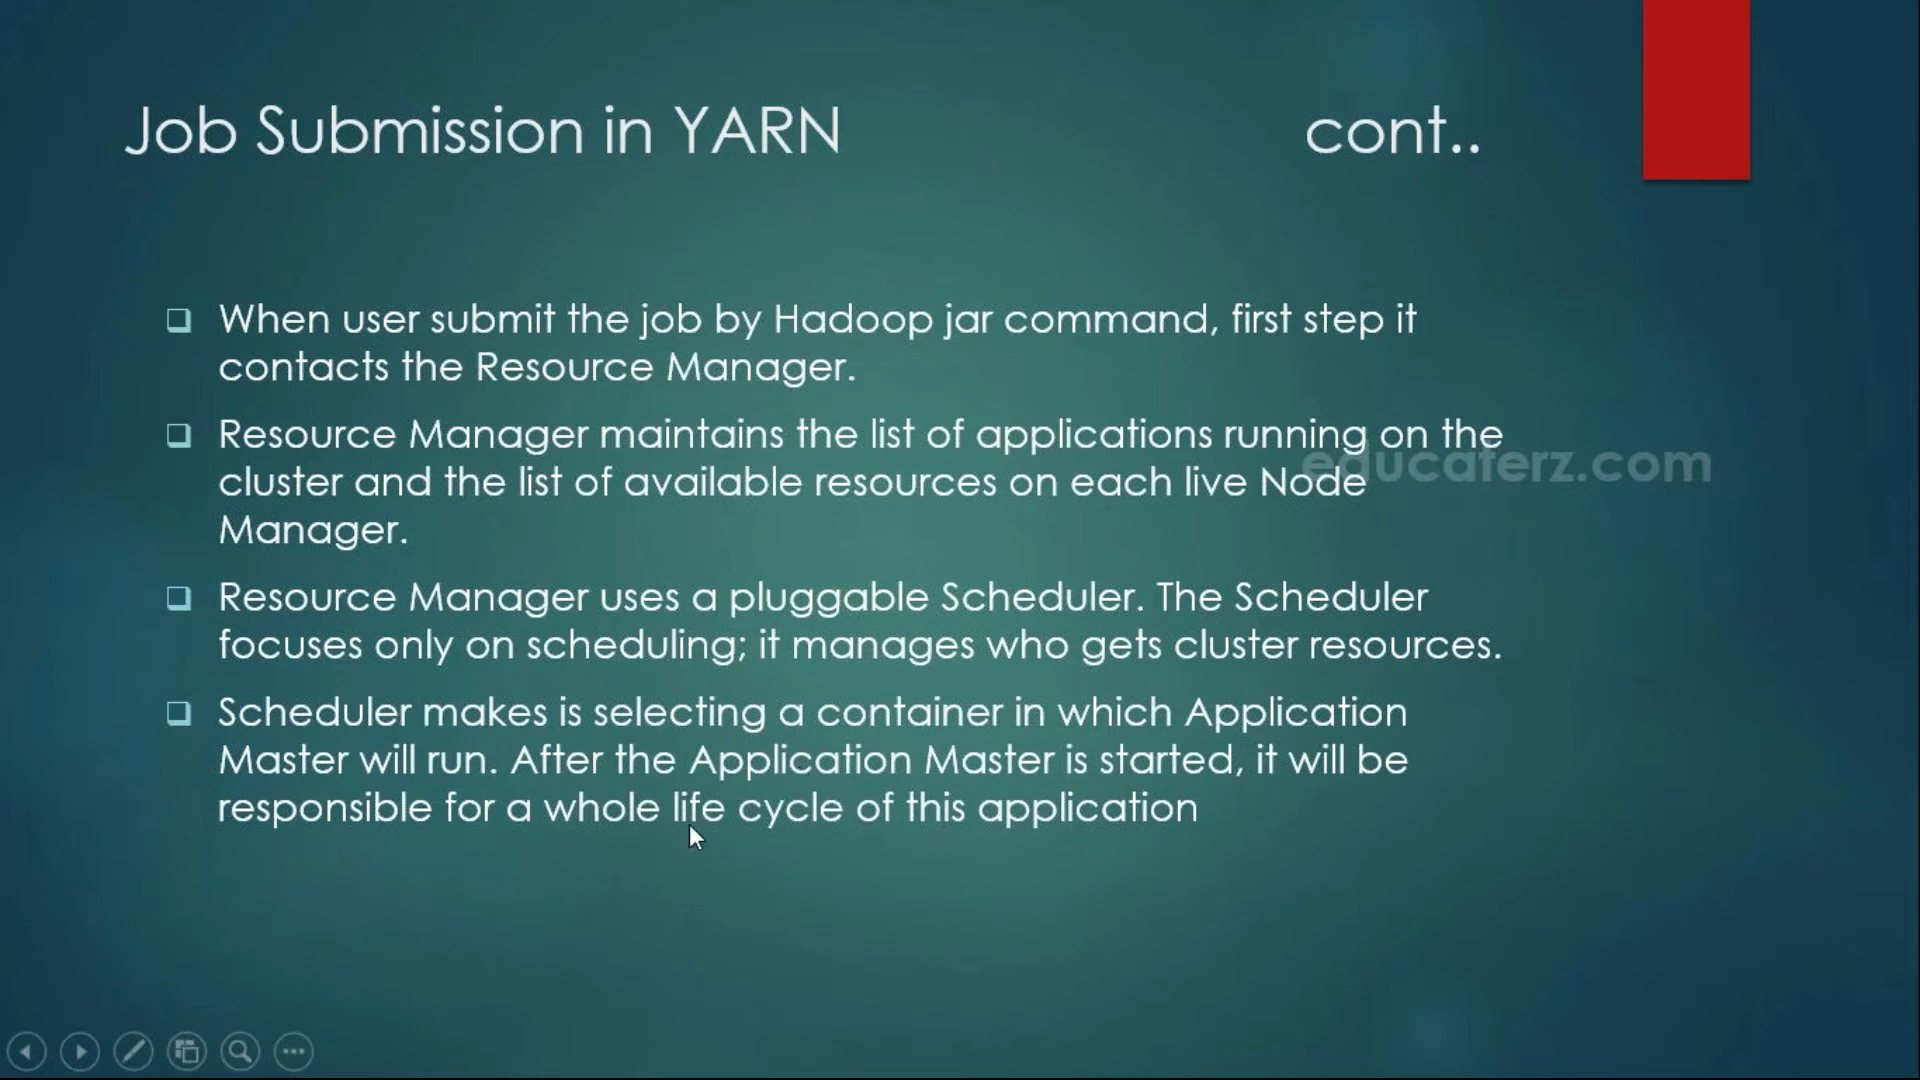 Job Submission in YARN cont..
When user submit the job by Hadoop jar command, first step it
contacts the Resource Manager.
Resource Manager maintains the list of applications running on the
cluster and the list of available resources on each live Node
Manager.
educaterz.com
Resource Manager uses a pluggable Scheduler. The Scheduler
focuses only on scheduling; it manages who gets cluster resources.
Scheduler makes is selecting a container in which Application
Master will run. After the Application Master is started, it will be
responsible for a whole life cycle of this application